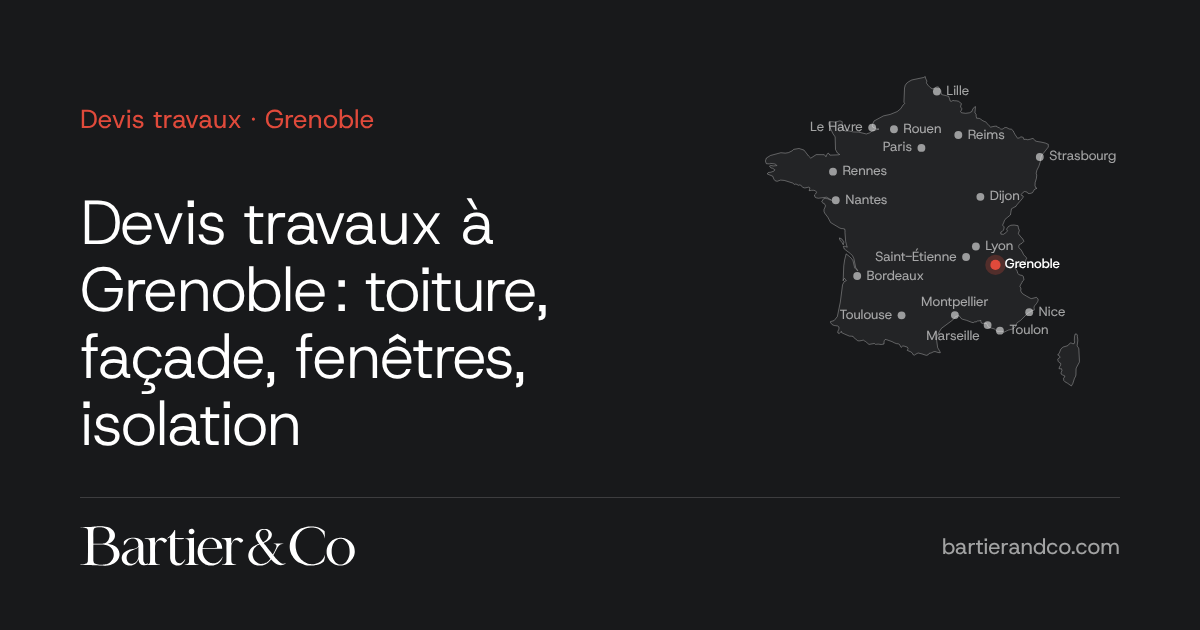 Devis travaux · Grenoble
Devis travaux à
Grenoble : toiture,
façade, fenêtres,
isolation
Lille
Le Havre
Rouen
Reims
Paris
Strasbourg
Rennes
Nantes
Dijon
Lyon
Saint-Étienne
Grenoble
Bordeaux
Montpellier
Toulouse
Nice
Marseille
Toulon
Bartier & Co
bartierandco.com